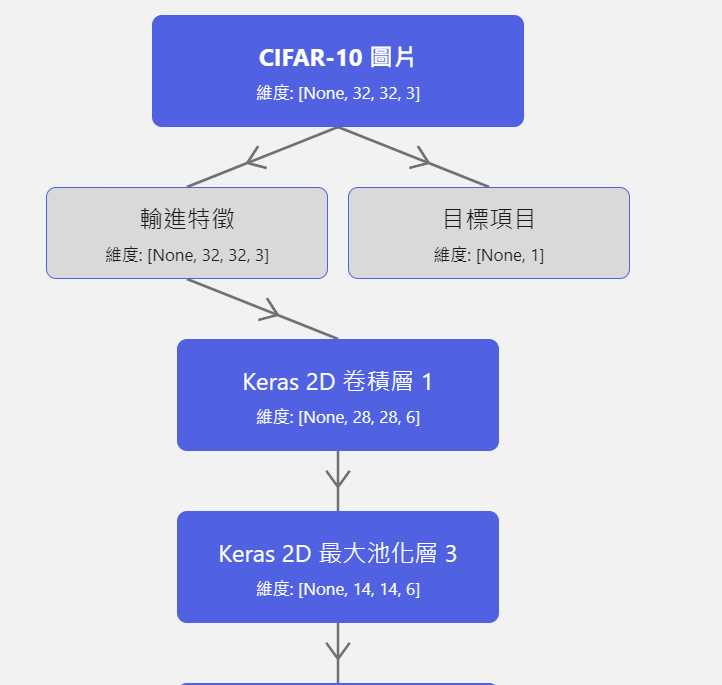 CIFAR-10 圖片
維度: [None, 32, 32, 3]
輸進特徵
維度: [None, 32, 32, 3]
目標項目
維度: [None, 1]
Keras 2D 卷積層 1
維度: [None, 28, 28, 6]
Keras 2D 最大池化層 3
維度: [None, 14, 14, 6]